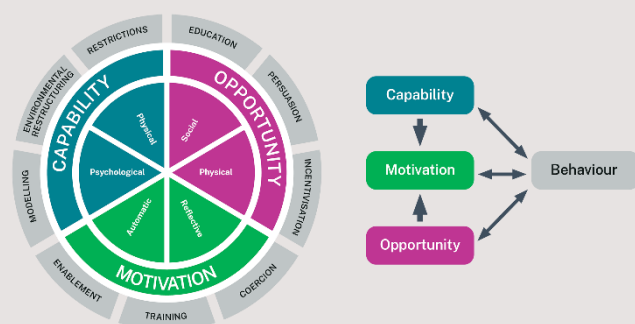 RESTRICTIONS
EDUCATION
PERSUASION
INCENTIVISATION
COERCION
TRAINING
ENABLEMENT
MODELLING
ENVIRONMENTAL
RESTRUCTURING
CAPABILITY
OPPORTUNITY
MOTIVATION
Physical
Social
Physical
Reflective
Automatic
Psychological
Capability
Motivation
Behaviour
Opportunity